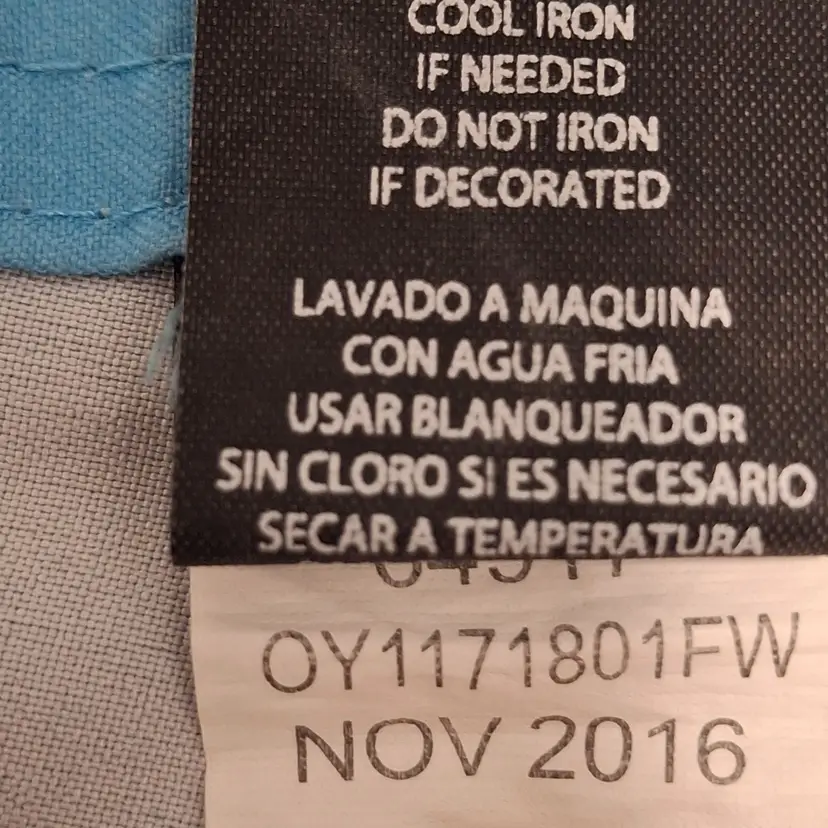 COOL IRON
IF NEEDED
DO NOT IRON
IF DECORATED
LAVADO A MAQUINA
CON AGUA FRIA
USAR BLANQUEADOR
SIN CLORO SI ES NECESARIO
SECAR A TEMPERATURA
OY1171801FW
NOV 2016